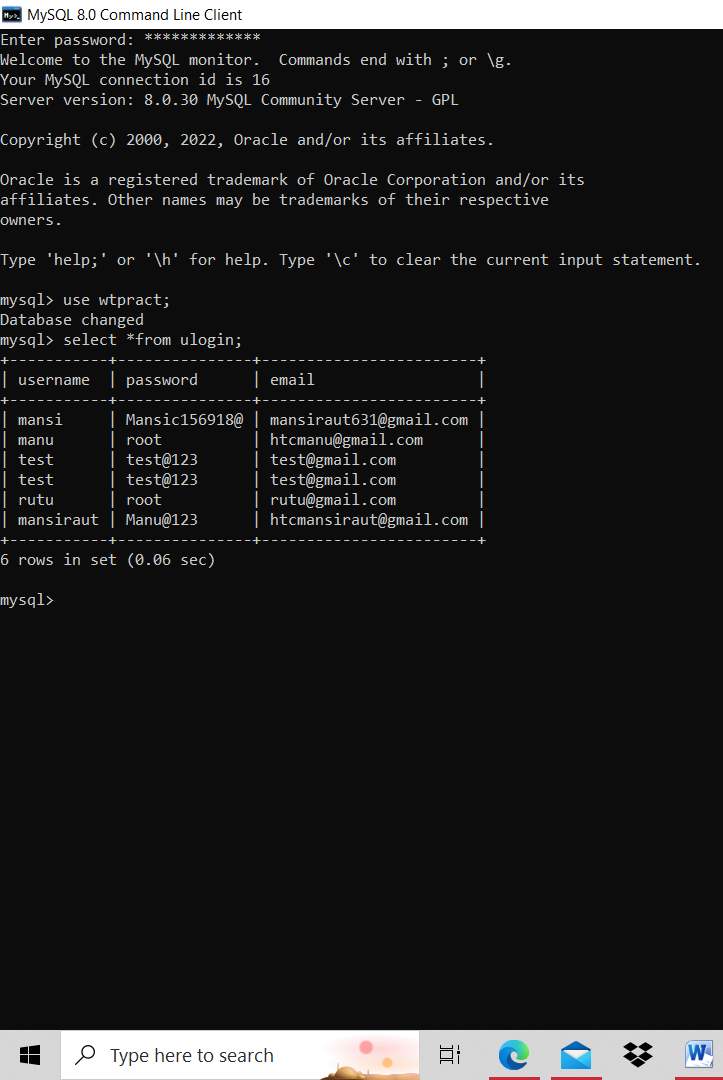 MySQL 8.0 Command Line Client
Enter password: *************
Welcome to the MySQL monitor.  Commands end with ; or \g.
Your MySQL connection id is 16
Server version: 8.0.30 MySQL Community Server - GPL
Copyright (c) 2000, 2022, Oracle and/or its affiliates.
Oracle is a registered trademark of Oracle Corporation and/or its
affiliates. Other names may be trademarks of their respective
owners.
Type 'help;' or '\h' for help. Type '\c' to clear the current input statement.
mysql> use wtpract;
Database changed
mysql> select *from ulogin;
+-----------+---------------+------------------------+
| username  | password      | email                  |
+-----------+---------------+------------------------+
| mansi     | Mansic156918@ | mansiraut631@gmail.com |
| manu      | root          | htcmanu@gmail.com      |
| test      | test@123      | test@gmail.com         |
| test      | test@123      | test@gmail.com         |
| rutu      | root          | rutu@gmail.com         |
| mansiraut | Manu@123      | htcmansiraut@gmail.com |
+-----------+---------------+------------------------+
6 rows in set (0.06 sec)
mysql>
Type here to search